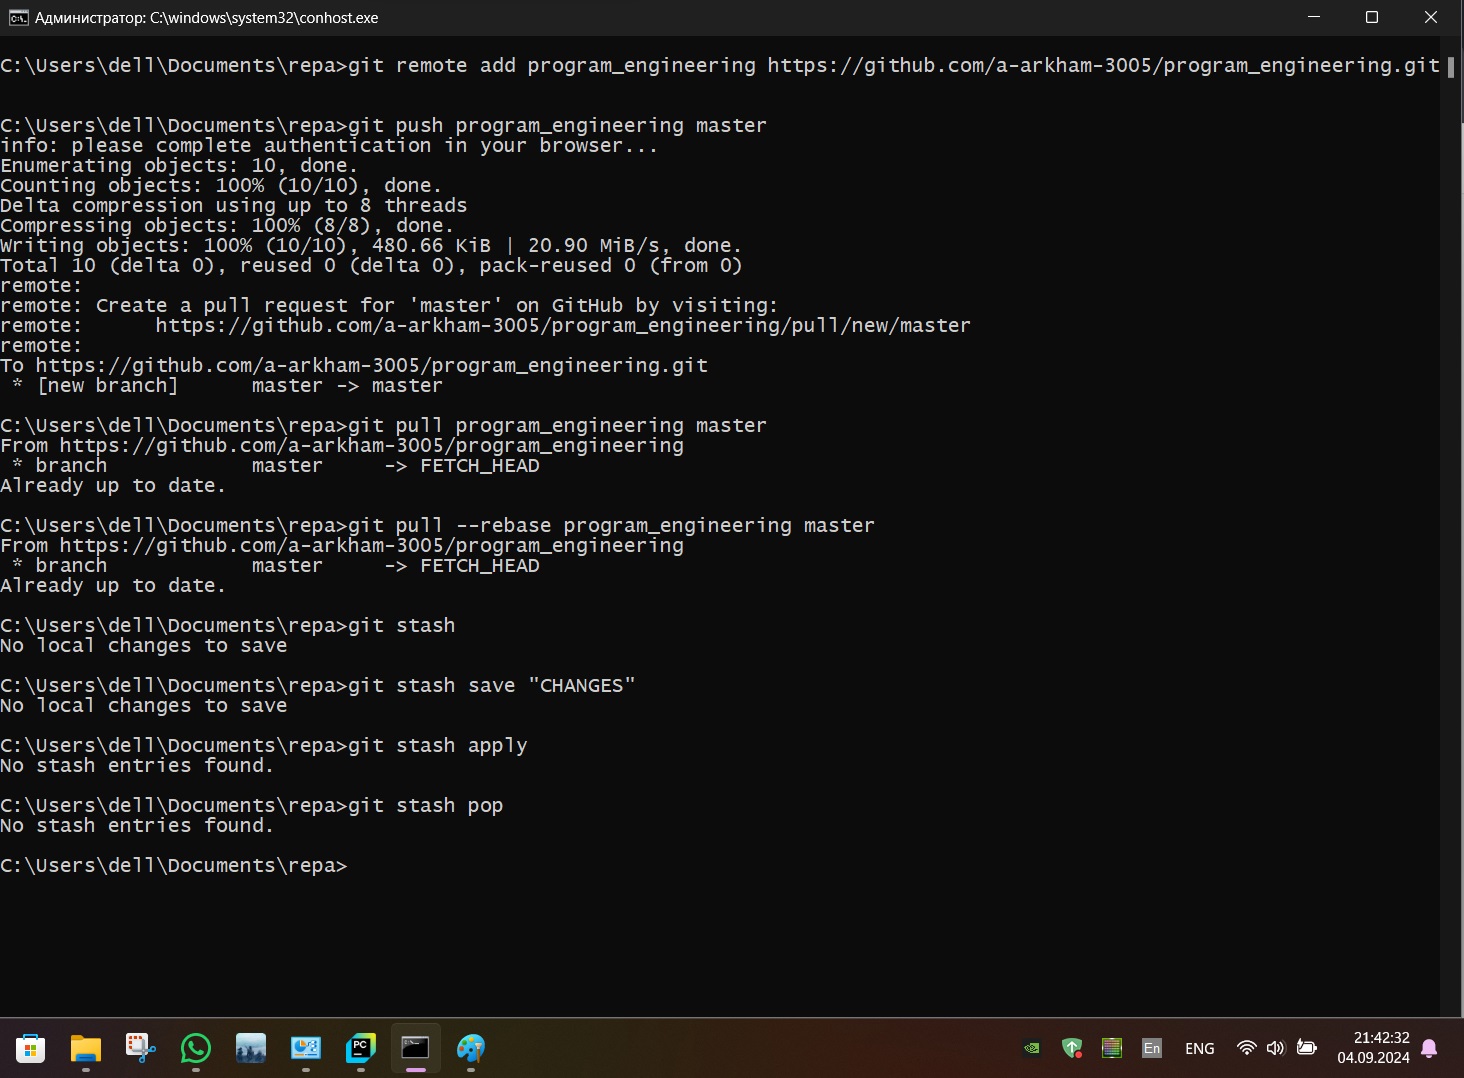 Администратор: C:\windows\system32\conhost.exe
C:\Users\dell\Documents\repa>git remote add program_engineering https://github.com/a-arkham-3005/program_engineering.git
C:\Users\dell\Documents\repa>git push program_engineering master
info: please complete authentication in your browser...
Enumerating objects: 10, done.
Counting objects: 100% (10/10), done.
Delta compression using up to 8 threads
Compressing objects: 100% (8/8), done.
Writing objects: 100% (10/10), 480.66 KiB | 20.90 MiB/s, done.
Total 10 (delta 0), reused 0 (delta 0), pack-reused 0 (from 0)
remote:
remote: Create a pull request for 'master' on GitHub by visiting:
remote:      https://github.com/a-arkham-3005/program_engineering/pull/new/master
remote:
To https://github.com/a-arkham-3005/program_engineering.git
 * [new branch]      master -> master
C:\Users\dell\Documents\repa>git pull program_engineering master
From https://github.com/a-arkham-3005/program_engineering
 * branch            master     -> FETCH_HEAD
Already up to date.
C:\Users\dell\Documents\repa>git pull --rebase program_engineering master
From https://github.com/a-arkham-3005/program_engineering
 * branch            master     -> FETCH_HEAD
Already up to date.
C:\Users\dell\Documents\repa>git stash
No local changes to save
C:\Users\dell\Documents\repa>git stash save "CHANGES"
No local changes to save
C:\Users\dell\Documents\repa>git stash apply
No stash entries found.
C:\Users\dell\Documents\repa>git stash pop
No stash entries found.
C:\Users\dell\Documents\repa>
PC
En
ENG
21:42:32
04.09.2024